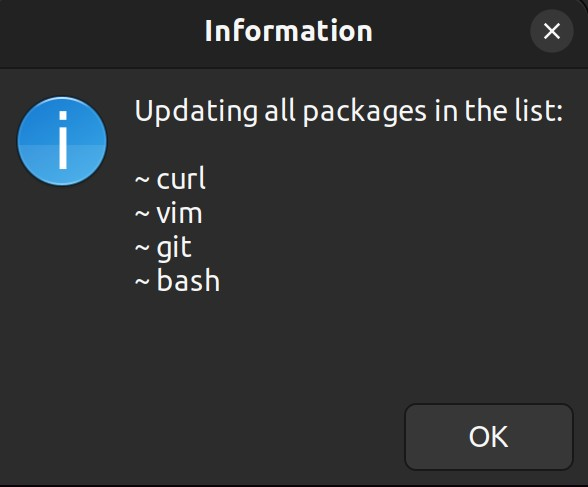 Information
Updating all packages in the list:
~ curl
~ vim
~ git
~ bash
OK